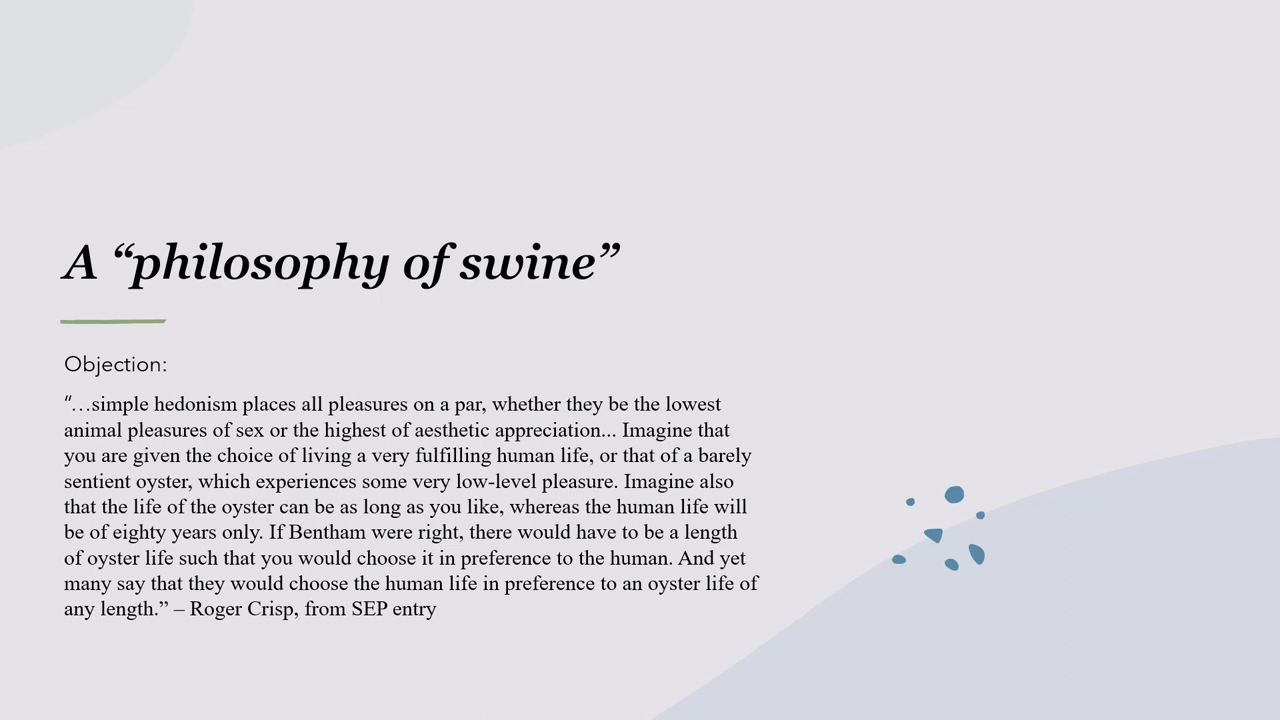 A “philosophy of swine”
Objection:
“…simple hedonism places all pleasures on a par, whether they be the lowest
animal pleasures of sex or the highest of aesthetic appreciation... Imagine that
you are given the choice of living a very fulfilling human life, or that of a barely
sentient oyster, which experiences some very low-level pleasure. Imagine also
that the life of the oyster can be as long as you like, whereas the human life will
be of eighty years only. If Bentham were right, there would have to be a length
of oyster life such that you would choose it in preference to the human. And yet
many say that they would choose the human life in preference to an oyster life of
any length.” – Roger Crisp, from SEP entry